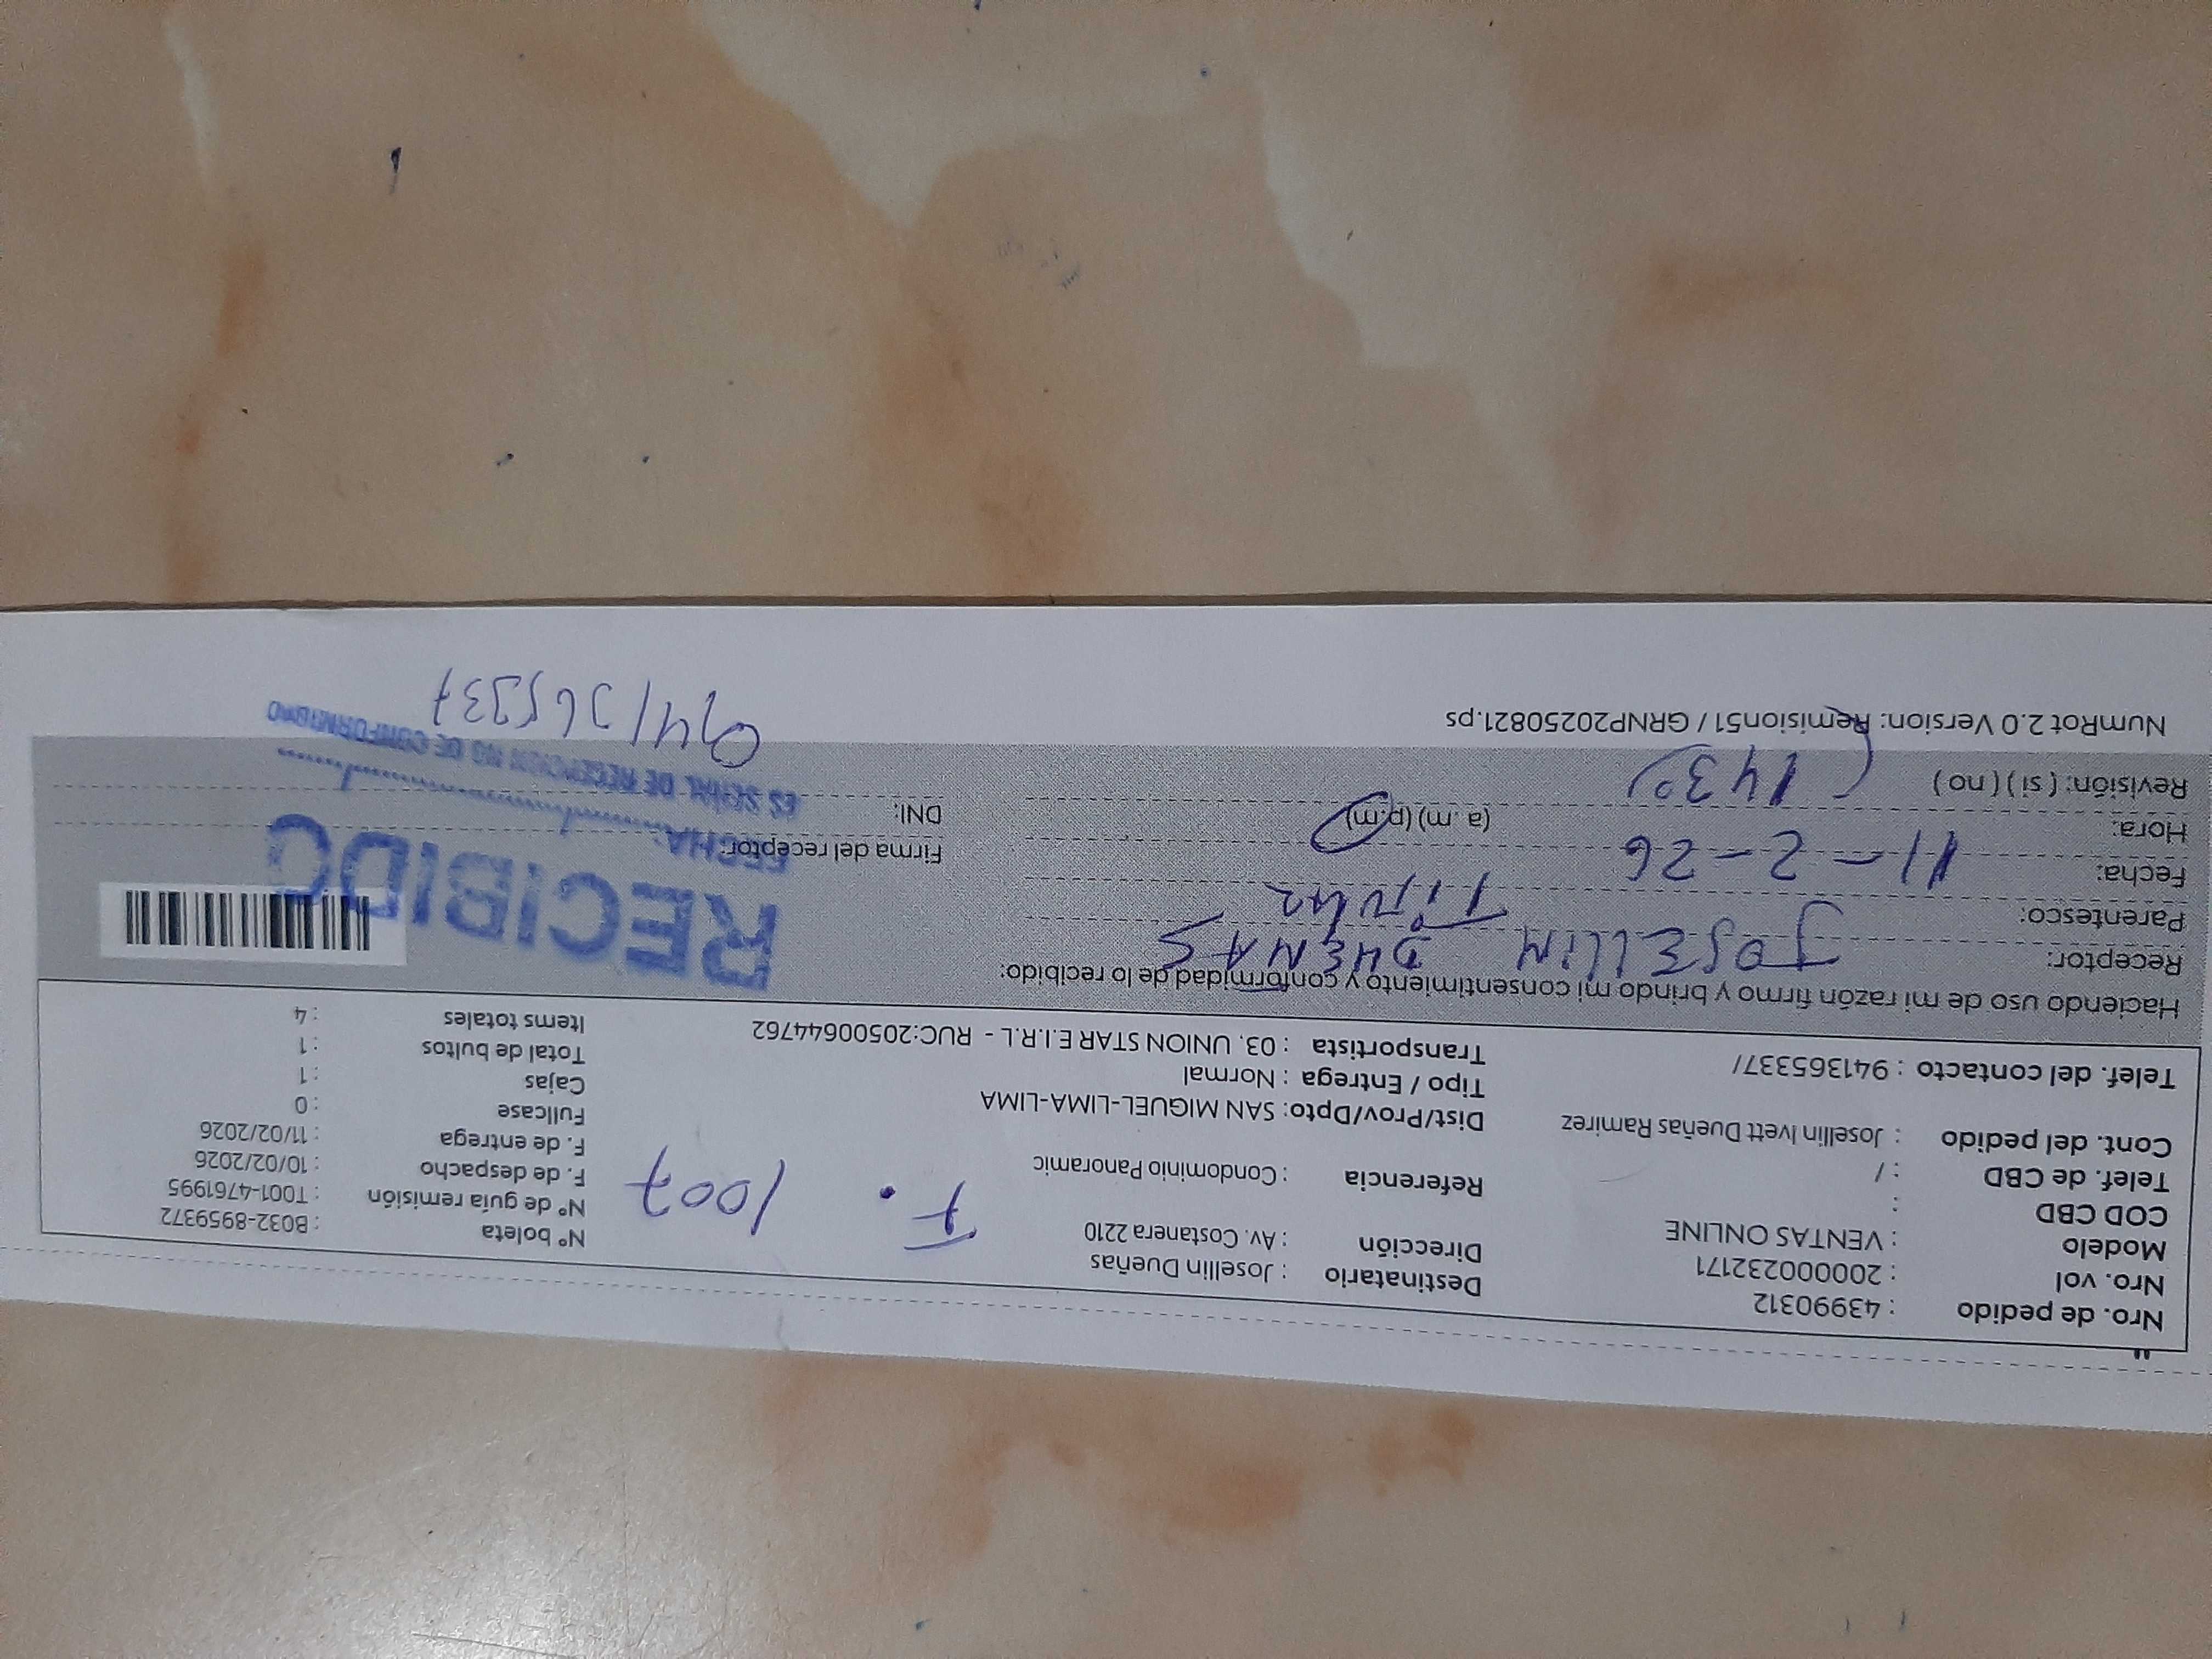 Nro. de pedido : 43990312
Nro. vol : 200000232171
Modelo : VENTAS ONLINE
COD CBD :
Telef. de CBD : /
Cont. del pedido : Josellin Ivett Dueñas Ramirez
Telef. del contacto : 941365337/
Destinatario : Josellin Dueñas
Dirección : Av. Costanera 2210
Referencia : Condominio Panoramic
T. 1007
Dist/Prov/Dpto: SAN MIGUEL-LIMA-LIMA
Tipo / Entrega : Normal
Transportista : 03. UNION STAR E.I.R.L - RUC:20500644762
Nº boleta : B032-8959372
Nº de guía remisión : T001-4761995
F. de despacho : 10/02/2026
F. de entrega : 11/02/2026
Fullcase : 0
Cajas : 1
Total de bultos : 1
Items totales : 4
Haciendo uso de mi razón firmo y brindo mi consentimiento y conformidad de lo recibido:
Receptor: JOSELLIN DUEÑAS
Parentesco: Titular
Fecha: 11-2-26
Hora: 1430 (a. m) (p.m)
Revisión: ( si ) ( no )
Firma del receptor:
DNI:
RECIBIDO
FECHA:
ES SEÑAL DE RECEPCION NO DE CONFORMIDAD
941365337
NumRot 2.0 Version: Remision51 / GRNP20250821.ps